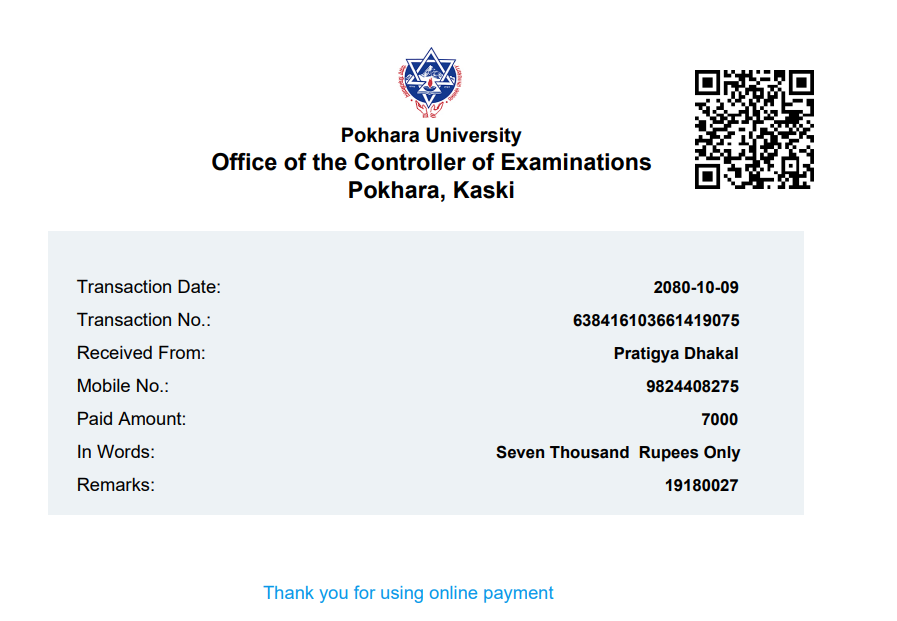 Pokhara University
Office of the Controller of Examinations
Pokhara, Kaski
Transaction Date: 2080-10-09
Transaction No.: 638416103661419075
Received From: Pratigya Dhakal
Mobile No.: 9824408275
Paid Amount: 7000
In Words: Seven Thousand  Rupees Only
Remarks: 19180027
Thank you for using online payment